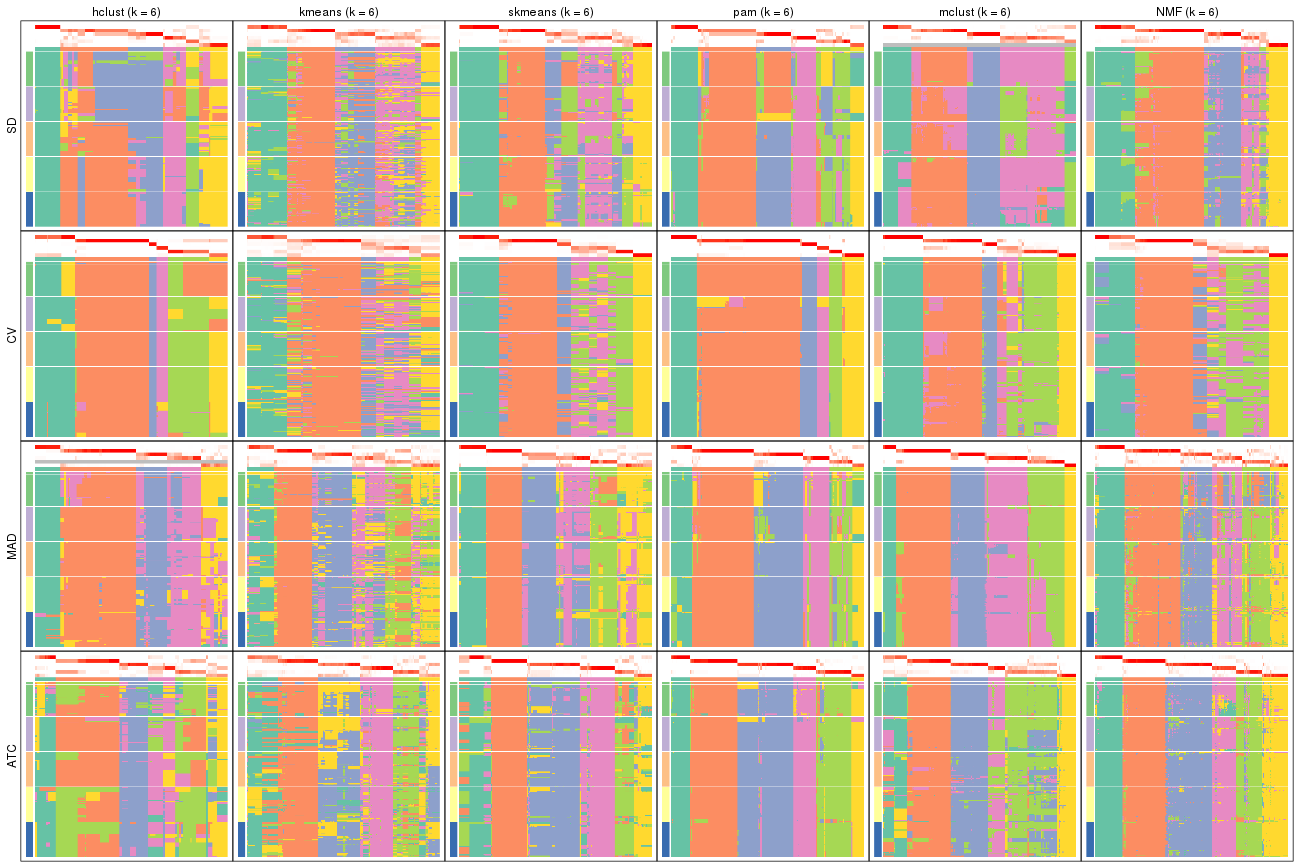 hclust (k = 6) kmeans (k = 6) skmeans (k = 6) pam (k = 6) mclust (k = 6) NMF (k = 6)
SD
CV
MAD
ATC